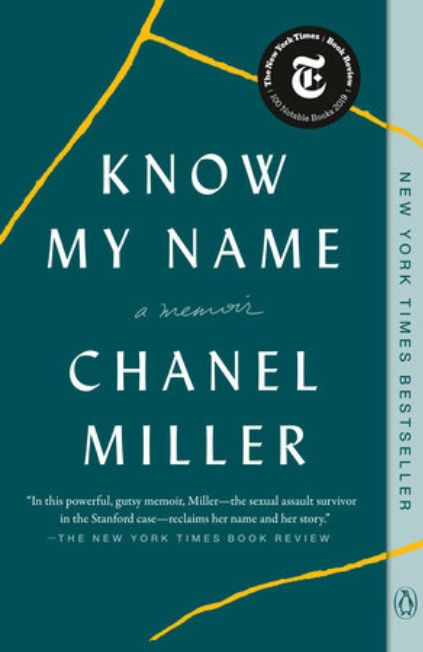 The New York Times | Book Review
T
100 Notable Books 2019
KNOW
MY NAME
a memoir
CHANEL
MILLER
"In this powerful, gutsy memoir, Miller—the sexual assault survivor
in the Stanford case—reclaims her name and her story."
—THE NEW YORK TIMES BOOK REVIEW
NEW YORK TIMES BESTSELLER